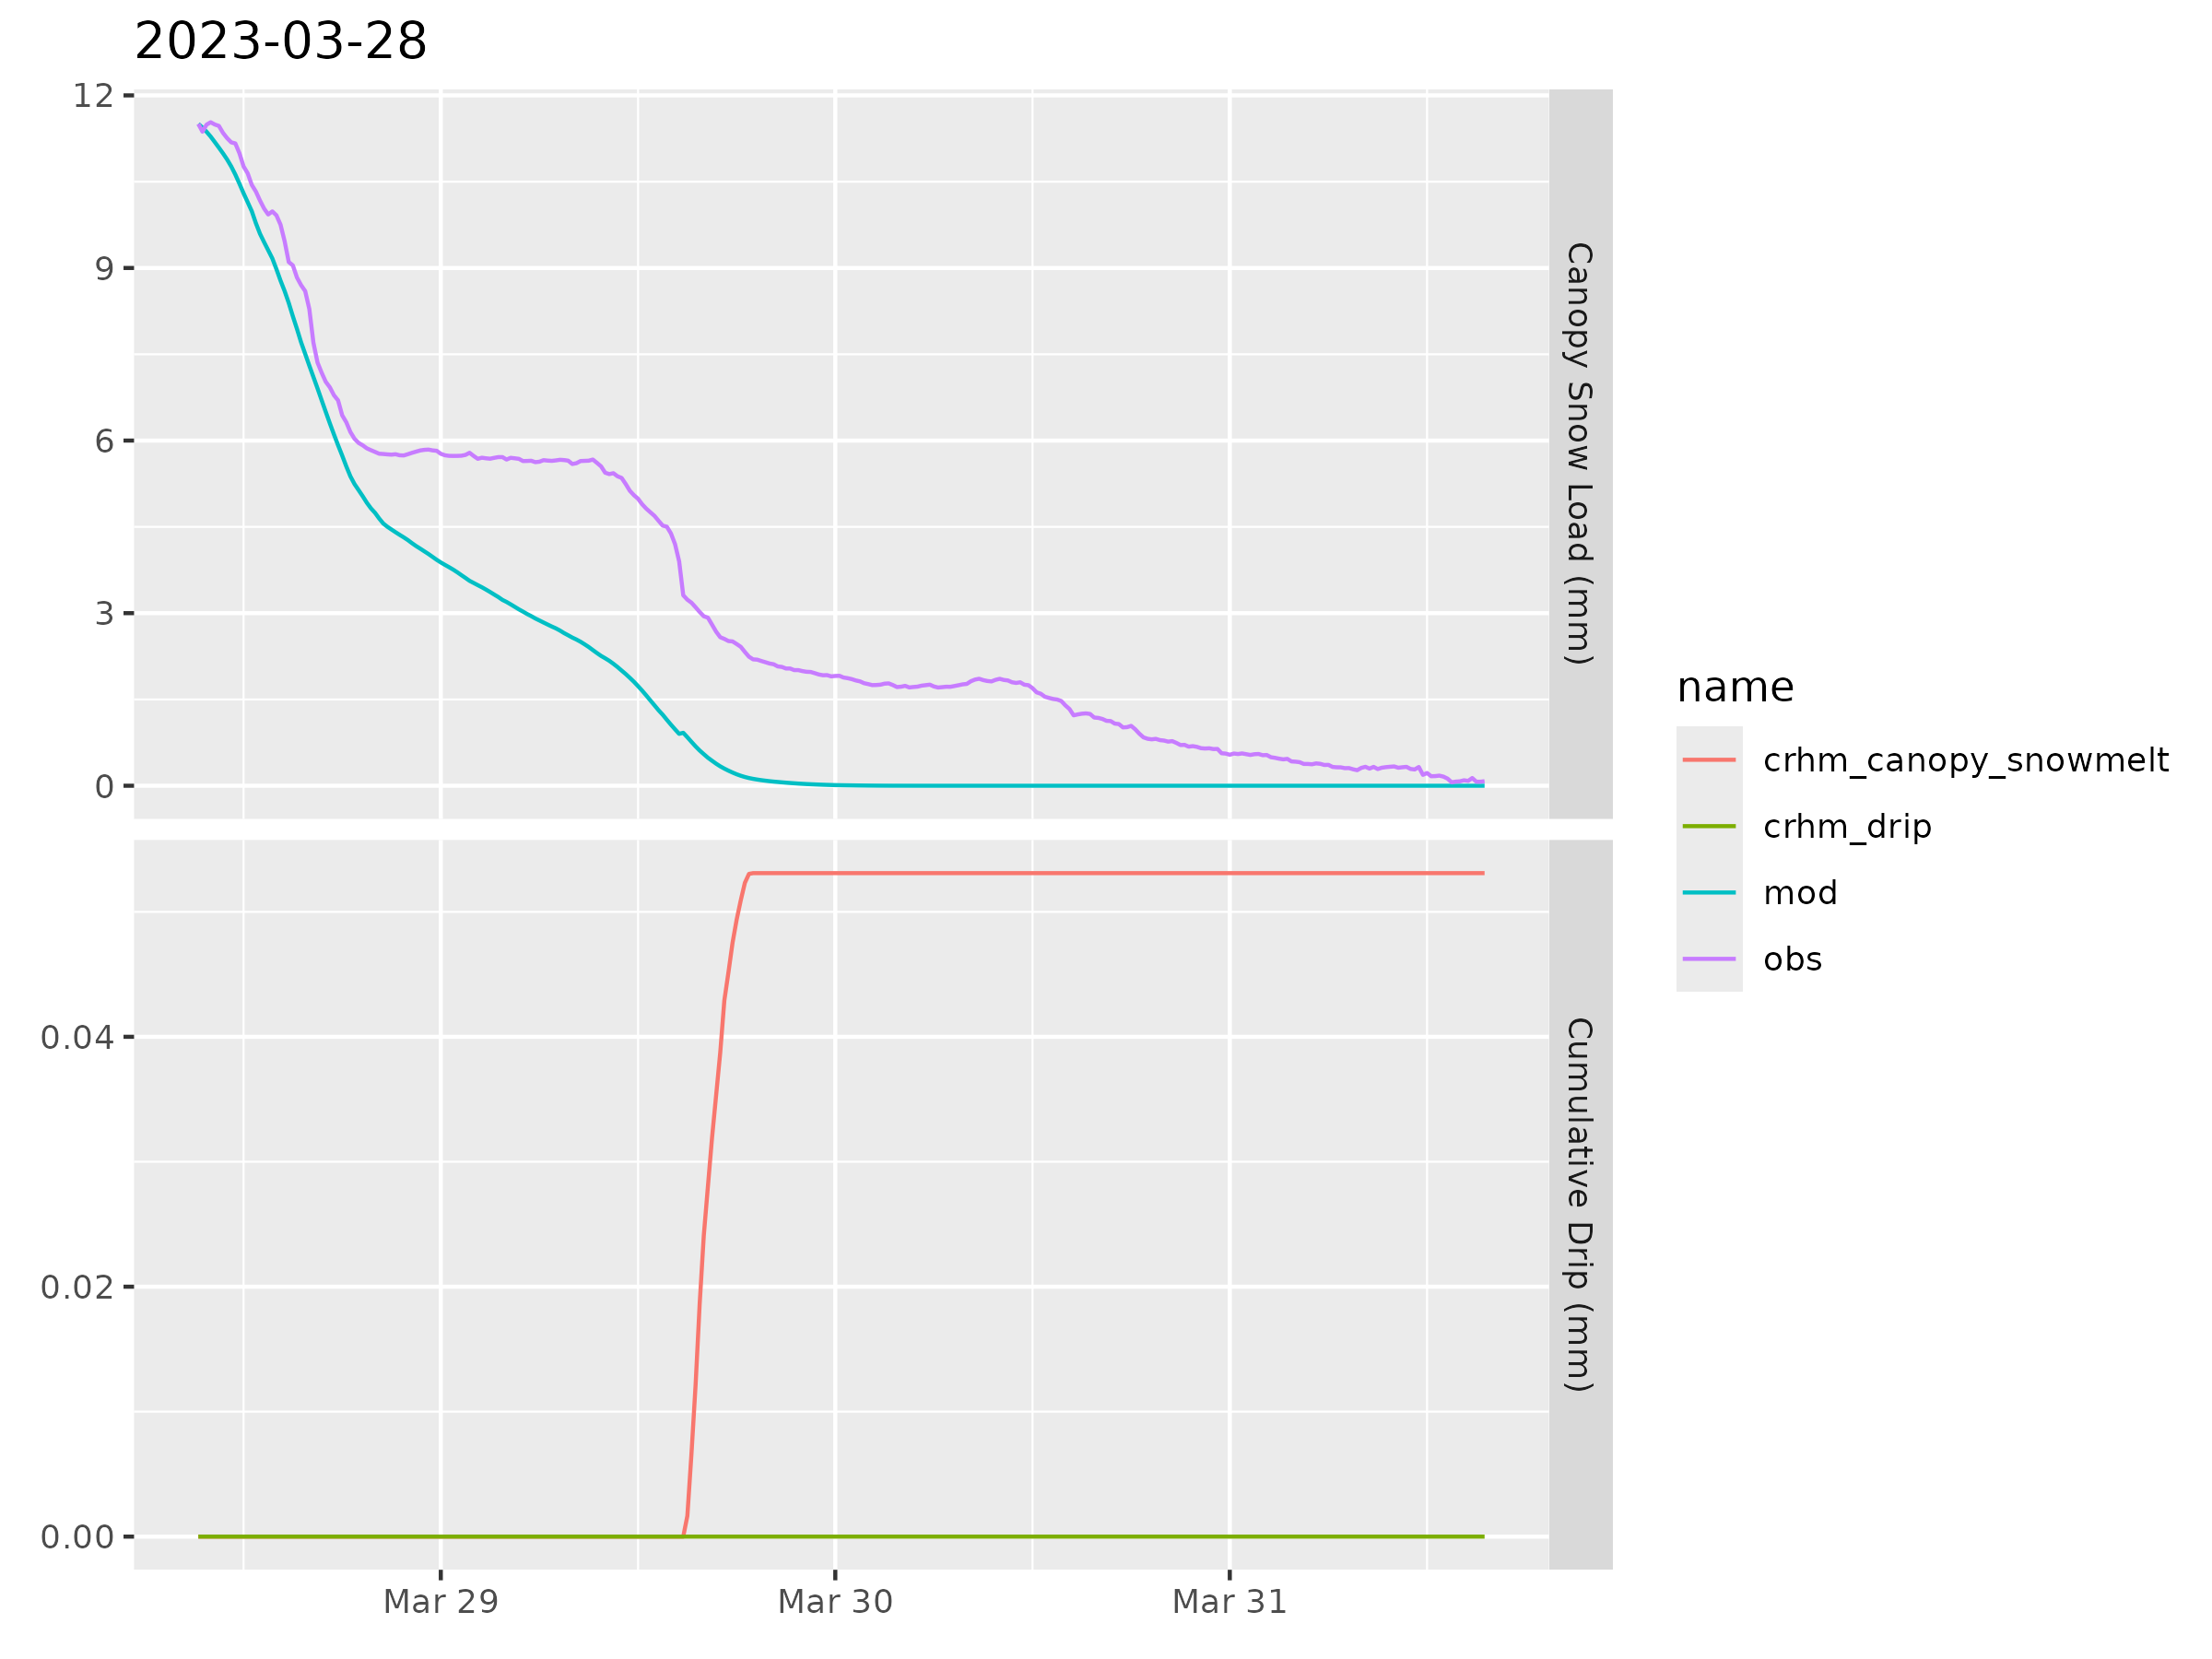 2023-03-28
12
9
6
3
0
Canopy Snow Load (mm)
0.04
0.02
0.00
Cumulative Drip (mm)
Mar 29
Mar 30
Mar 31
name
crhm_canopy_snowmelt
crhm_drip
mod
obs